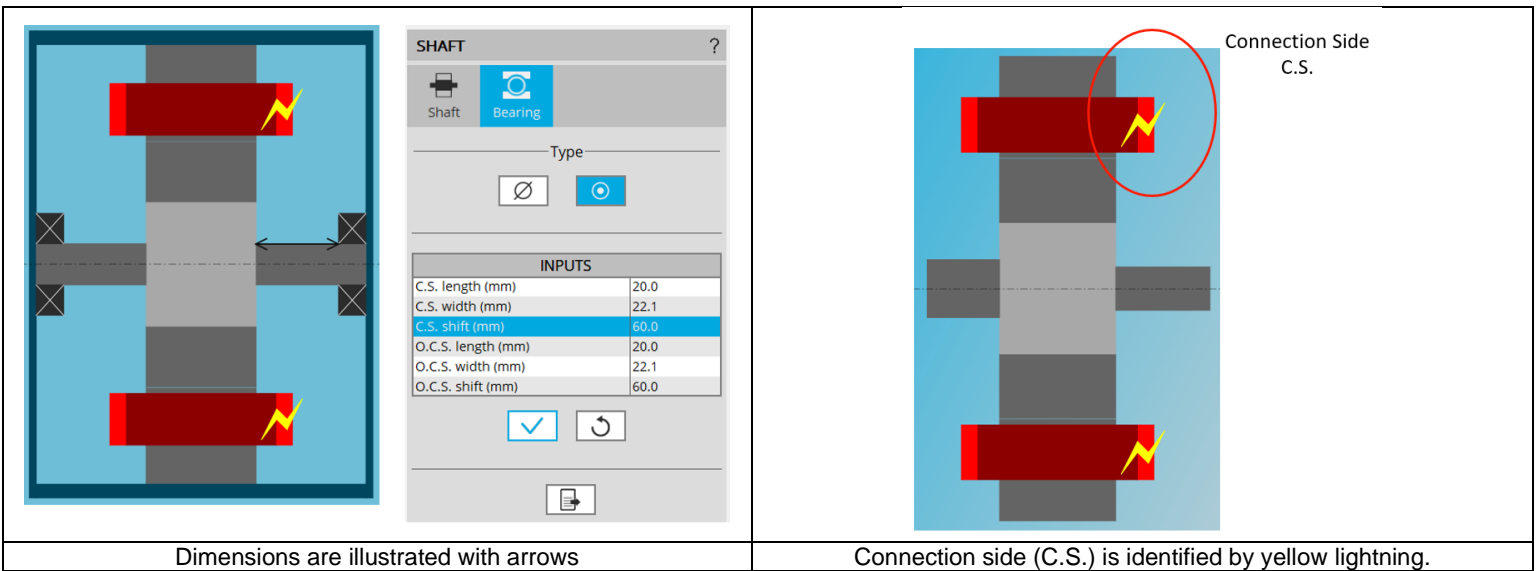 SHAFT ?
Shaft Bearing
Type
INPUTS
C.S. length (mm) 20.0
C.S. width (mm) 22.1
C.S. shift (mm) 60.0
O.C.S. length (mm) 20.0
O.C.S. width (mm) 22.1
O.C.S. shift (mm) 60.0
Dimensions are illustrated with arrows
Connection Side
C.S.
Connection side (C.S.) is identified by yellow lightning.